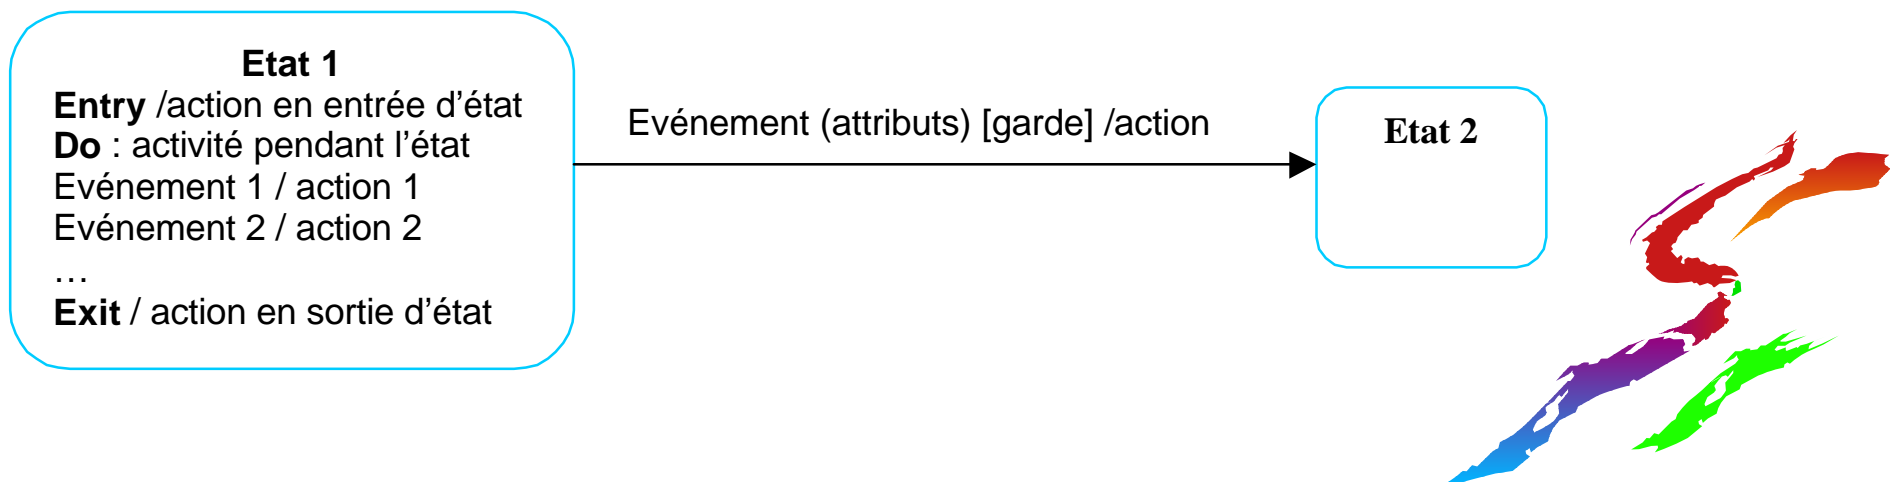 Etat 1
Entry /action en entrée d’état
Do : activité pendant l’état
Evénement 1 / action 1
Evénement 2 / action 2
…
Exit / action en sortie d’état
Evénement (attributs) [garde] /action
Etat 2